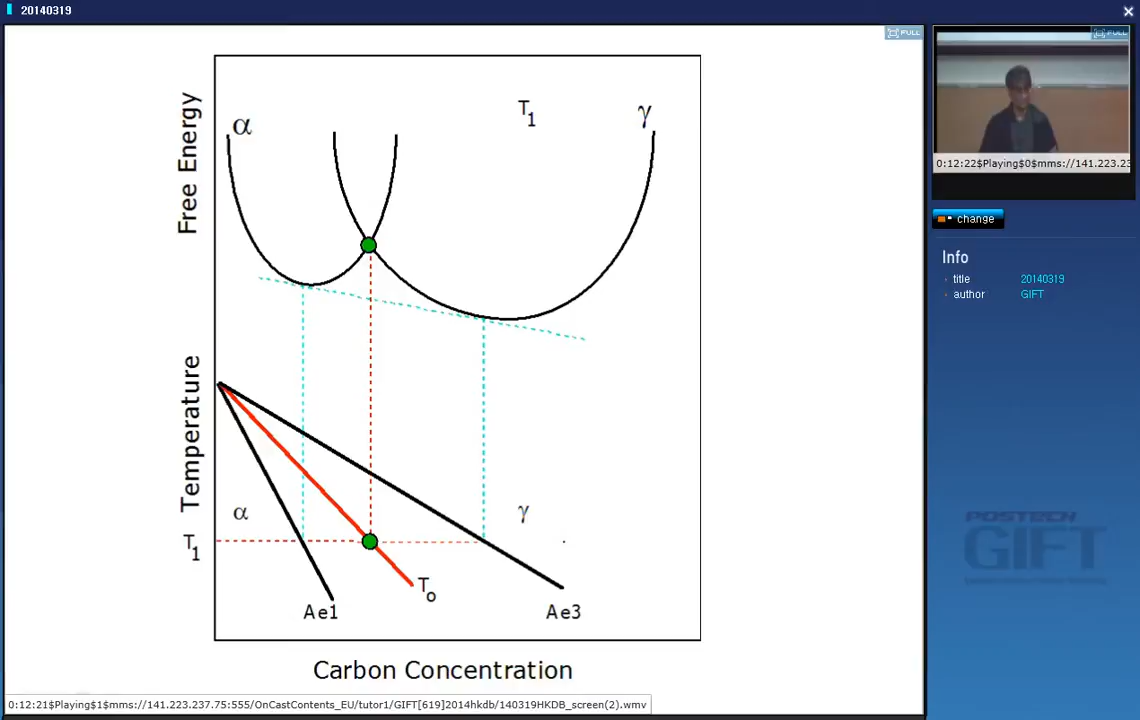 20140319
FULL
FULL
Free Energy
α
T1
γ
Temperature
α
γ
T1
To
Ae1
Ae3
Carbon Concentration
0:12:21$Playing$1$mms://141.223.237.75:555/OnCastContents_EU/tutor1/GIFT[619]2014hkdb/140319HKDB_screen(2).wmv
0:12:22$Playing$0$mms://141.223.23
change
Info
title 20140319
author GIFT
POSTECH
GIFT